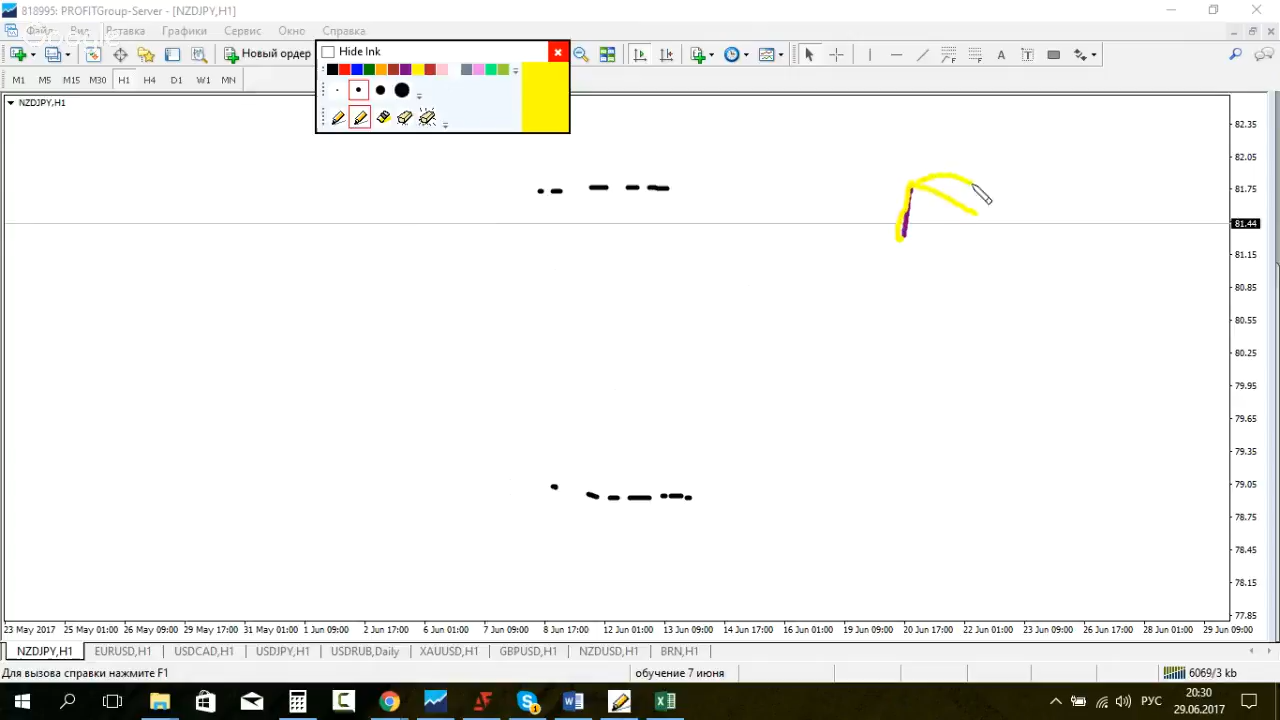 818995: PROFITGroup-Server - [NZDJPY,H1]
Файл Вид Вставка Графики Сервис Окно Справка
Новый ордер
Hide Ink
M1 M5 M15 M30 H1 H4 D1 W1 MN
NZDJPY,H1
82.35
82.05
81.75
81.44
81.15
80.85
80.55
80.25
79.95
79.65
79.35
79.05
78.75
78.45
78.15
77.85
23 May 2017 25 May 01:00 26 May 09:00 29 May 17:00 31 May 01:00 1 Jun 09:00 2 Jun 17:00 6 Jun 01:00 7 Jun 09:00 8 Jun 17:00 12 Jun 01:00 13 Jun 09:00 14 Jun 17:00 16 Jun 01:00 19 Jun 09:00 20 Jun 17:00 22 Jun 01:00 23 Jun 09:00 26 Jun 17:00 28 Jun 01:00 29 Jun 09:00
NZDJPY,H1 EURUSD,H1 USDCAD,H1 USDJPY,H1 USDRUB,Daily XAUUSD,H1 GBPUSD,H1 NZDUSD,H1 BRN,H1
Для вызова справки нажмите F1 обучение 7 июня 6069/3 kb
РУС 20:30
29.06.2017